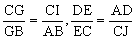 CG/GB = CI/AB, DE/EC = AD/CJ